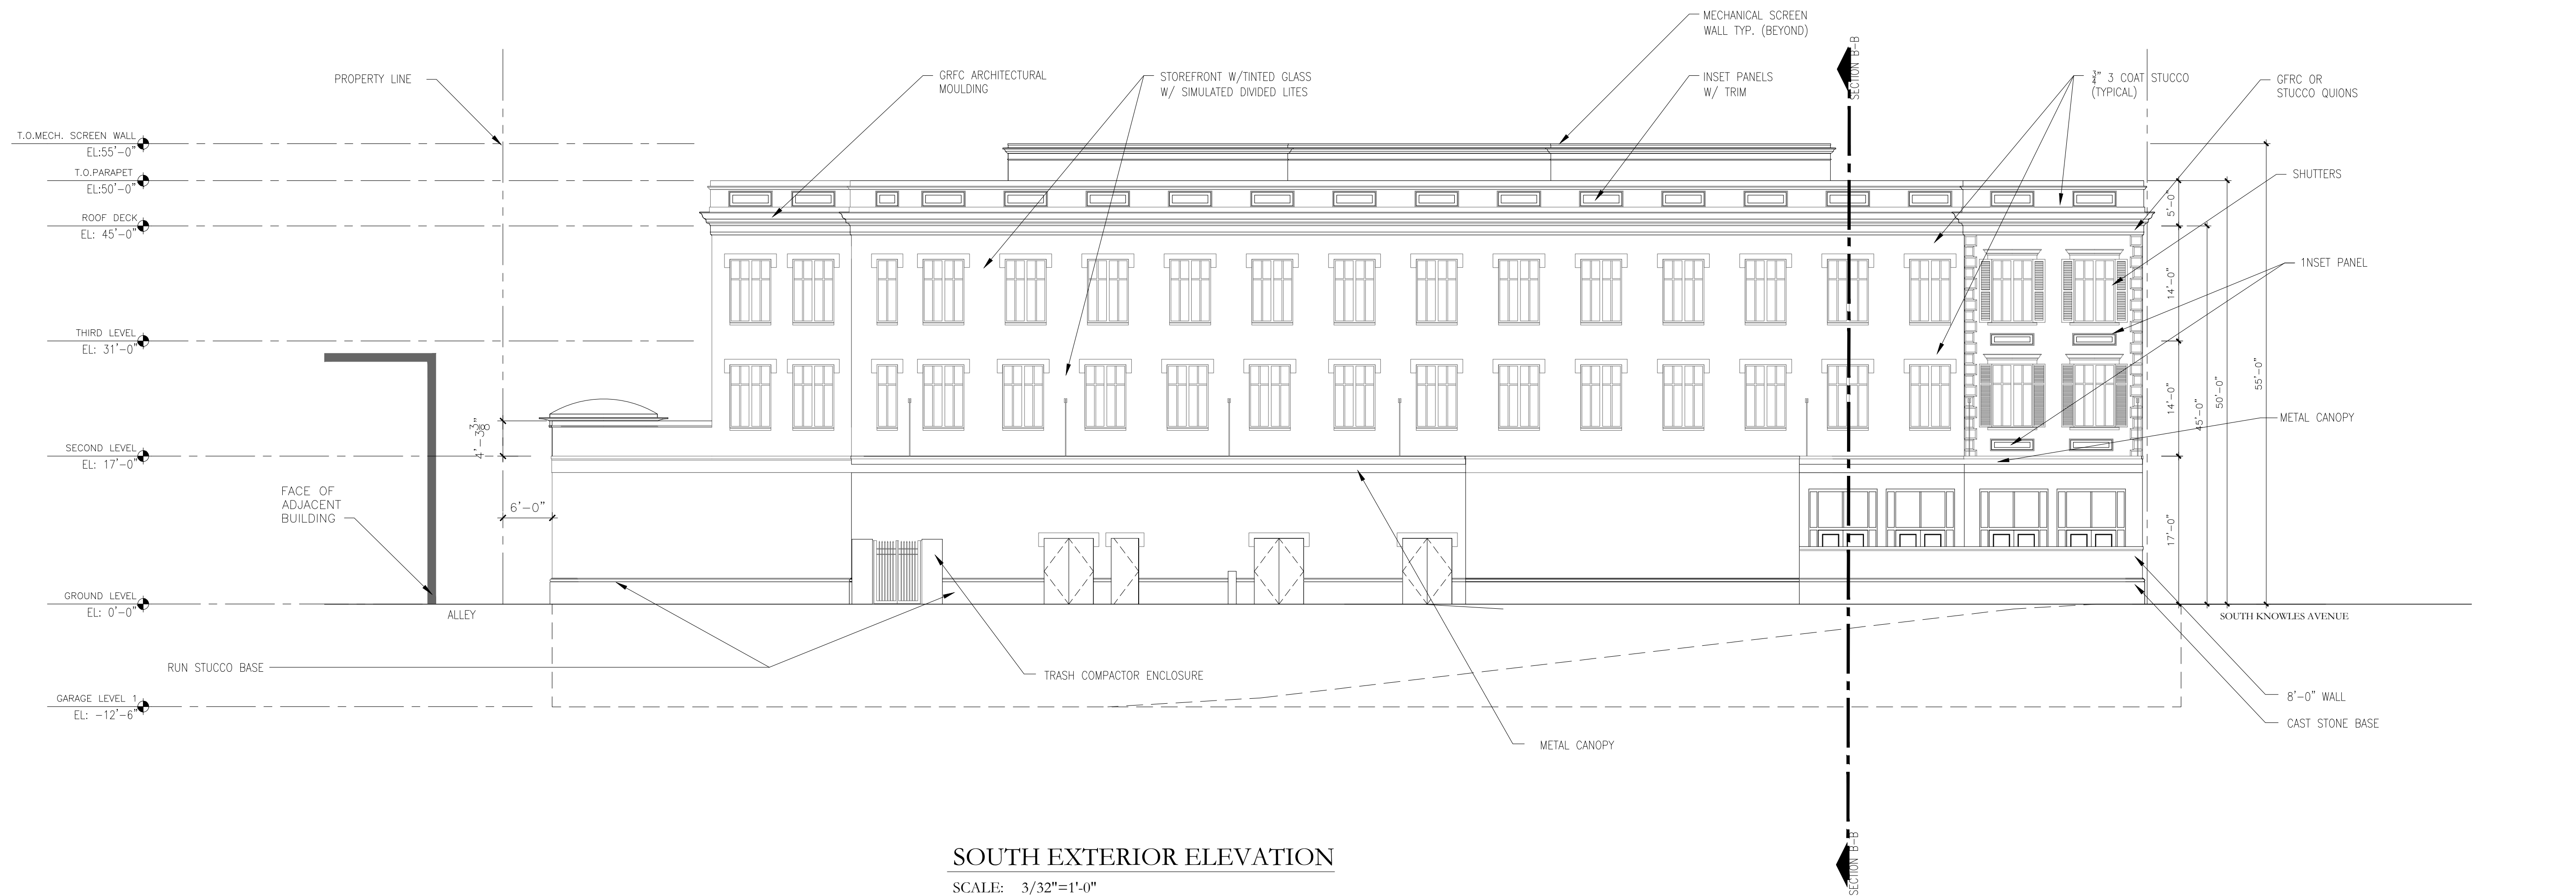 MECHANICAL SCREEN
WALL TYP. (BEYOND)
SECTION B-B
PROPERTY LINE
GRFC ARCHITECTURAL
MOULDING
STOREFRONT W/TINTED GLASS
W/ SIMULATED DIVIDED LITES
INSET PANELS
W/ TRIM
3/4" 3 COAT STUCCO
(TYPICAL)
GFRC OR
STUCCO QUIONS
T.O.MECH. SCREEN WALL
EL:55'-0"
T.O.PARAPET
EL:50'-0"
SHUTTERS
ROOF DECK
EL: 45'-0"
5'-0"
1NSET PANEL
14'-0"
THIRD LEVEL
EL: 31'-0"
55'-0"
50'-0"
45'-0"
14'-0"
METAL CANOPY
4'-3 3/8"
SECOND LEVEL
EL: 17'-0"
FACE OF
ADJACENT
BUILDING
6'-0"
17'-0"
GROUND LEVEL
EL: 0'-0"
ALLEY
SOUTH KNOWLES AVENUE
RUN STUCCO BASE
TRASH COMPACTOR ENCLOSURE
GARAGE LEVEL 1
EL: -12'-6"
8'-0" WALL
CAST STONE BASE
METAL CANOPY
SECTION B-B
SOUTH EXTERIOR ELEVATION
SCALE: 3/32"=1'-0"